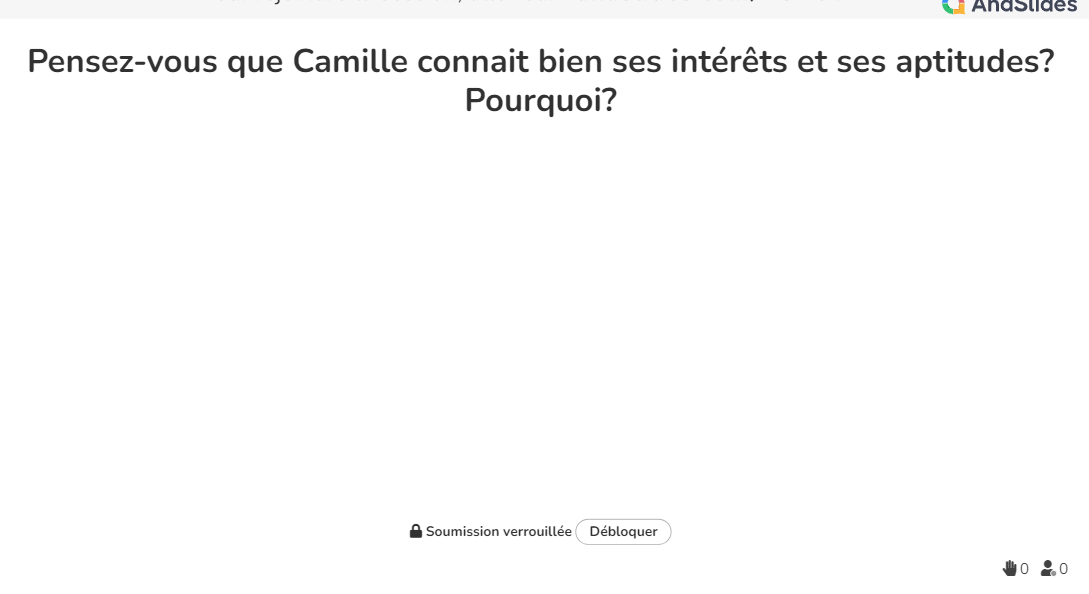 AhaSlides
Pensez-vous que Camille connait bien ses intérêts et ses aptitudes?
Pourquoi?
Soumission verrouillée Débloquer
0 0